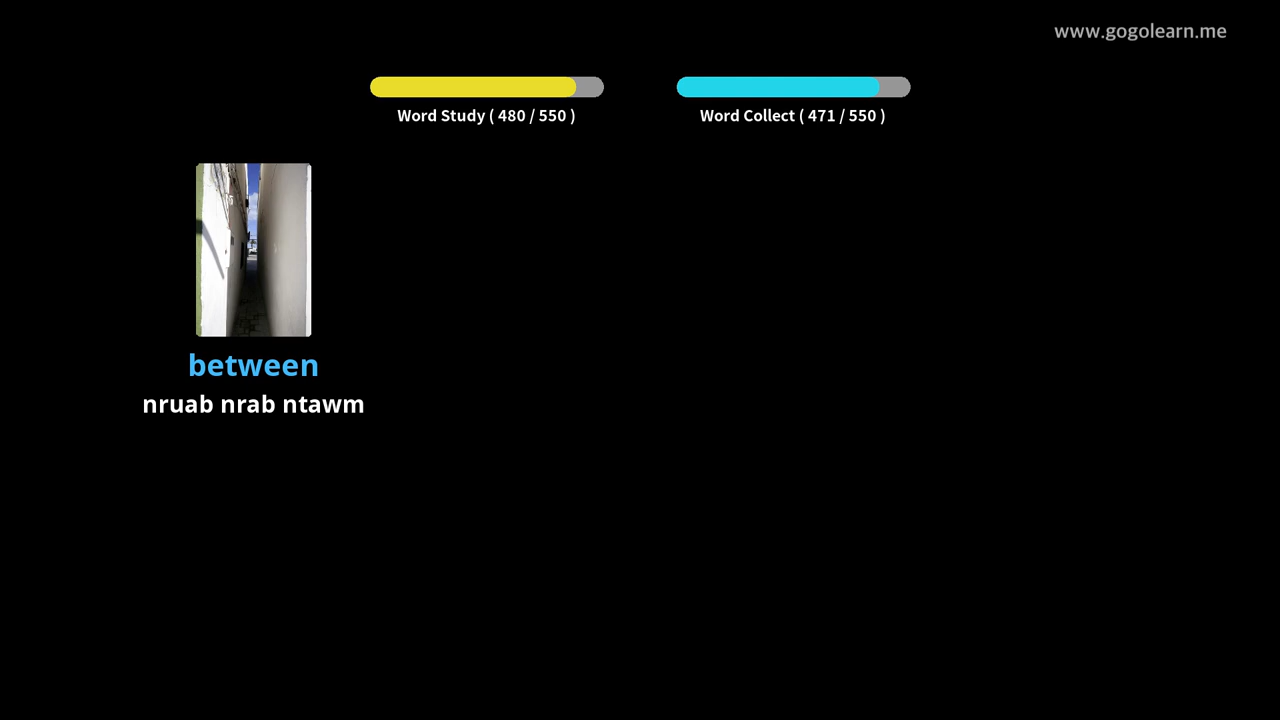 www.gogolearn.me
Word Study ( 480 / 550 )
Word Collect ( 471 / 550 )
between
nruab nrab ntawm